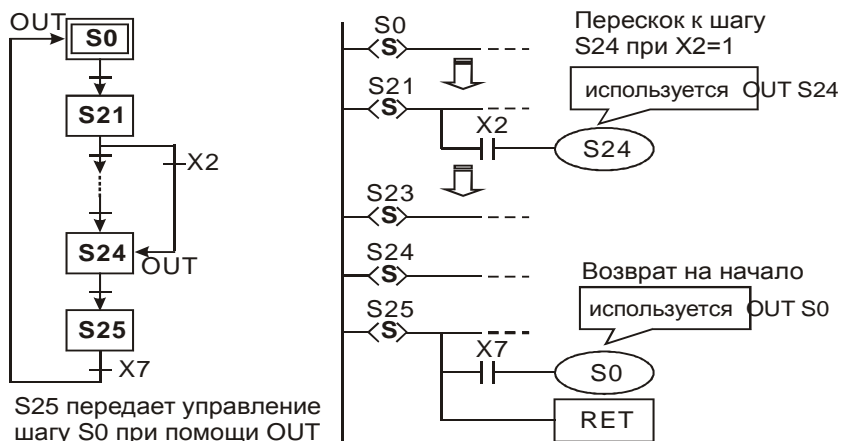 OUT
S0
S21
X2
S24
OUT
S25
X7
S25 передает управление
шагу S0 при помощи OUT
S0
S
Перескок к шагу
S24 при X2=1
S21
S
используется OUT S24
X2
S24
S23
S
S24
S
Возврат на начало
S25
S
используется OUT S0
X7
S0
RET